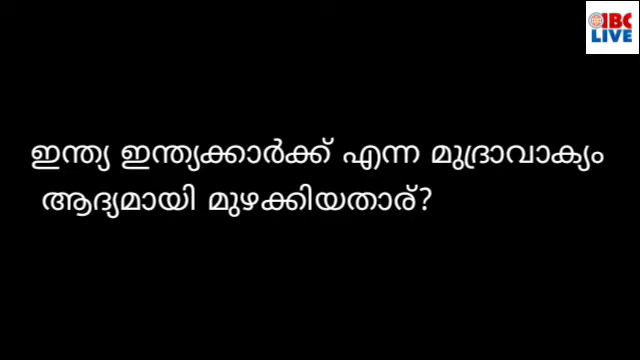 IBC
LIVE
ഇന്ത്യ ഇന്ത്യക്കാർക്ക് എന്ന മുദ്രാവാക്യം
ആദ്യമായി മുഴക്കിയതാര്?